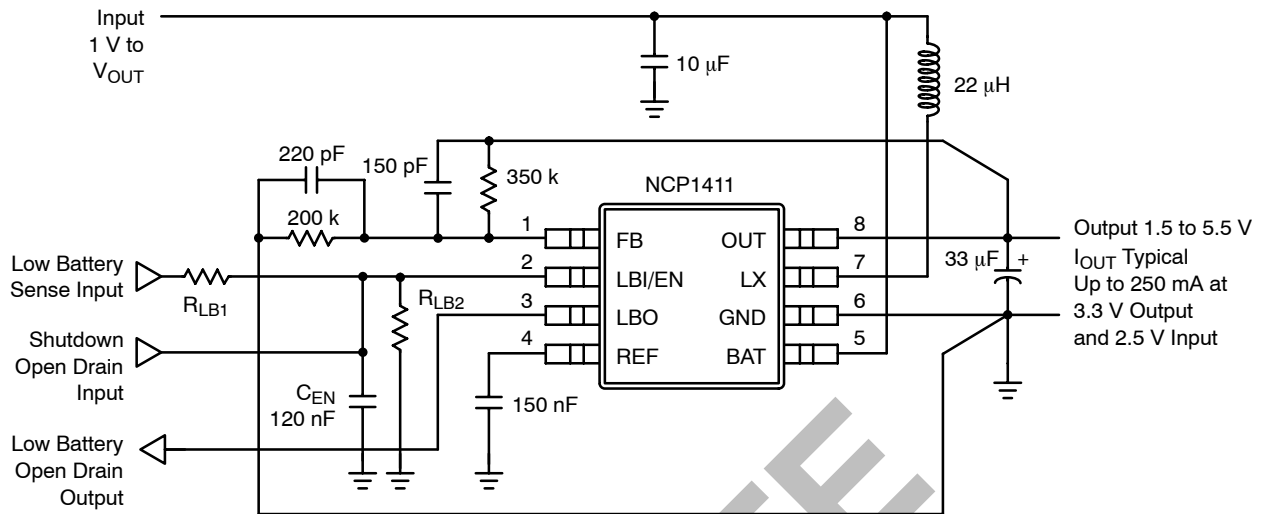 Input
1 V to
VOUT
10 μF
22 μH
220 pF
150 pF
350 k
200 k
NCP1411
1
FB
OUT
8
Output 1.5 to 5.5 V
IOUT Typical
Up to 250 mA at
3.3 V Output
and 2.5 V Input
33 μF
+
Low Battery
Sense Input
RLB1
2
LBI/EN
LX
7
RLB2
3
LBO
GND
6
Shutdown
Open Drain
Input
4
REF
BAT
5
CEN
120 nF
150 nF
Low Battery
Open Drain
Output